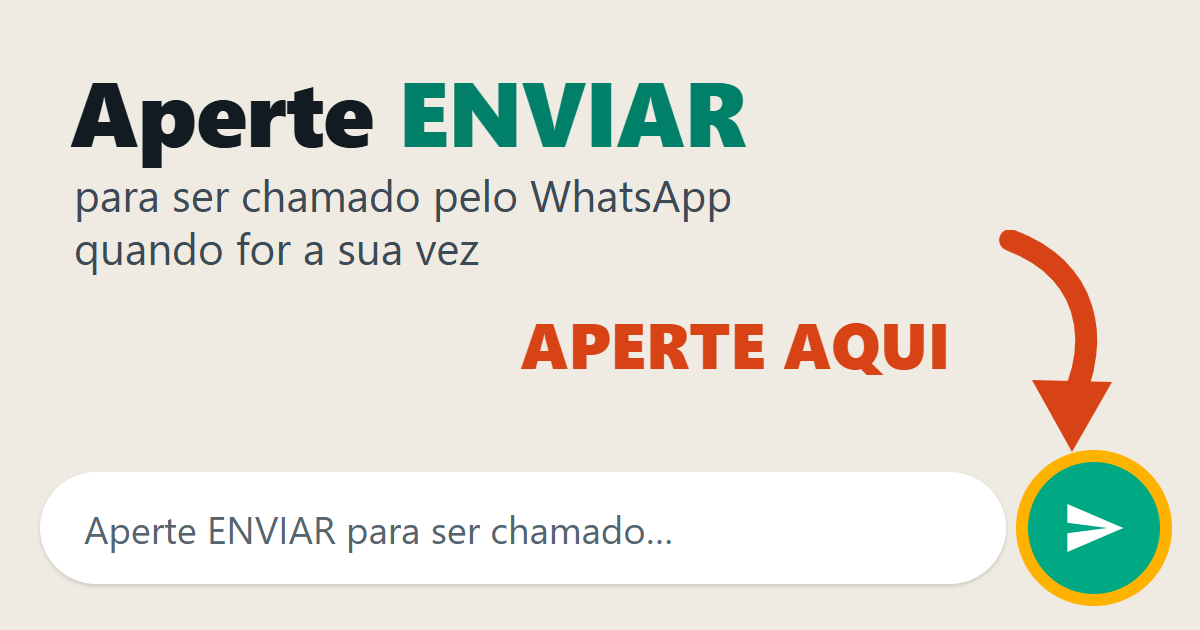 Aperte ENVIAR
para ser chamado pelo WhatsApp
quando for a sua vez
APERTE AQUI
Aperte ENVIAR para ser chamado...